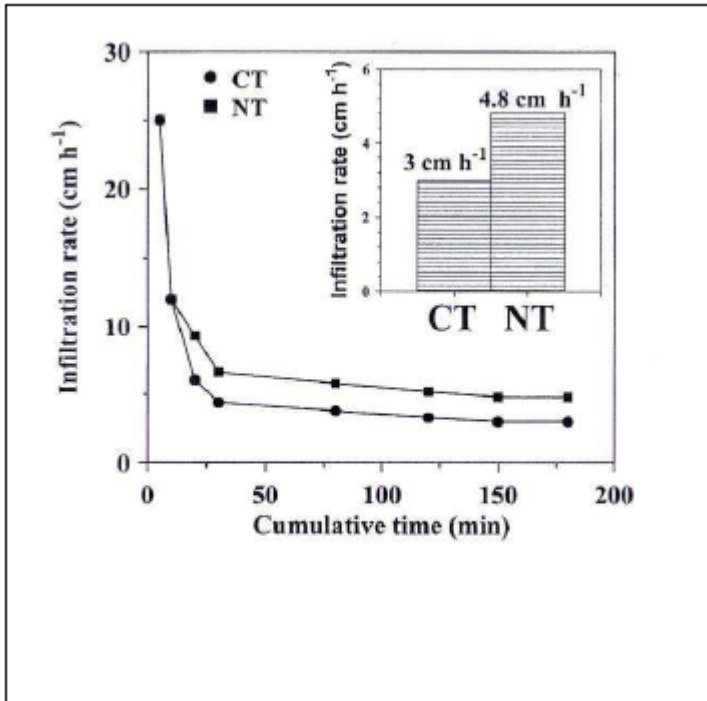 30
20
10
0
Infiltration rate (cm h⁻¹)
CT
NT
6
4
2
0
Infiltration rate (cm h⁻¹)
3 cm h⁻¹
4.8 cm h⁻¹
CT NT
0 50 100 150 200
Cumulative time (min)